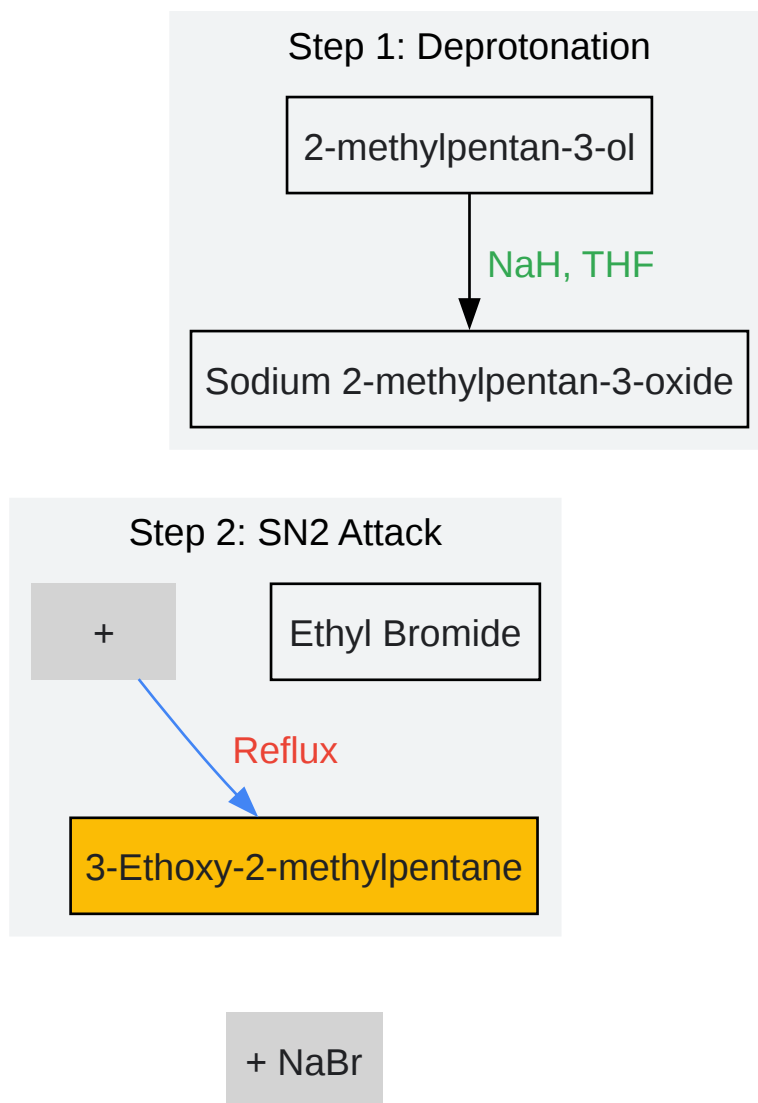 Step 1: Deprotonation
2-methylpentan-3-ol
NaH, THF
Sodium 2-methylpentan-3-oxide
Step 2: SN2 Attack
+
Ethyl Bromide
Reflux
3-Ethoxy-2-methylpentane
+ NaBr